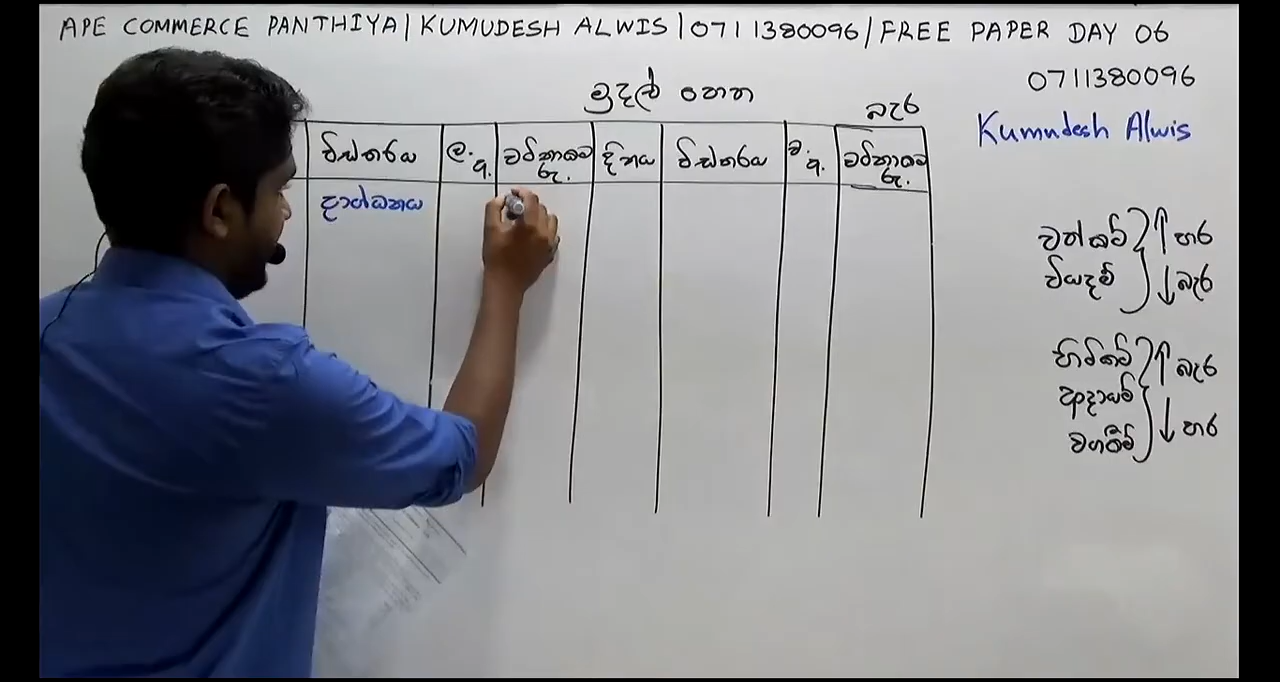 APE COMMERCE PANTHIYA | KUMUDESH ALWIS | 0711380096 / FREE PAPER DAY 06
0711380096
Kumudesh Alwis
මුදල් පොත
බැර
විස්තරය ල.අ. වටිනාකම රු. දිනය විස්තරය ව.අ. වටිනාකම රු.
ප්‍රාග්ධනය
වත්කම් ↑ හර
වියදම් ↓ බැර
හිමිකම් ↑ බැර
ආදායම්
වගකීම් ↓ හර